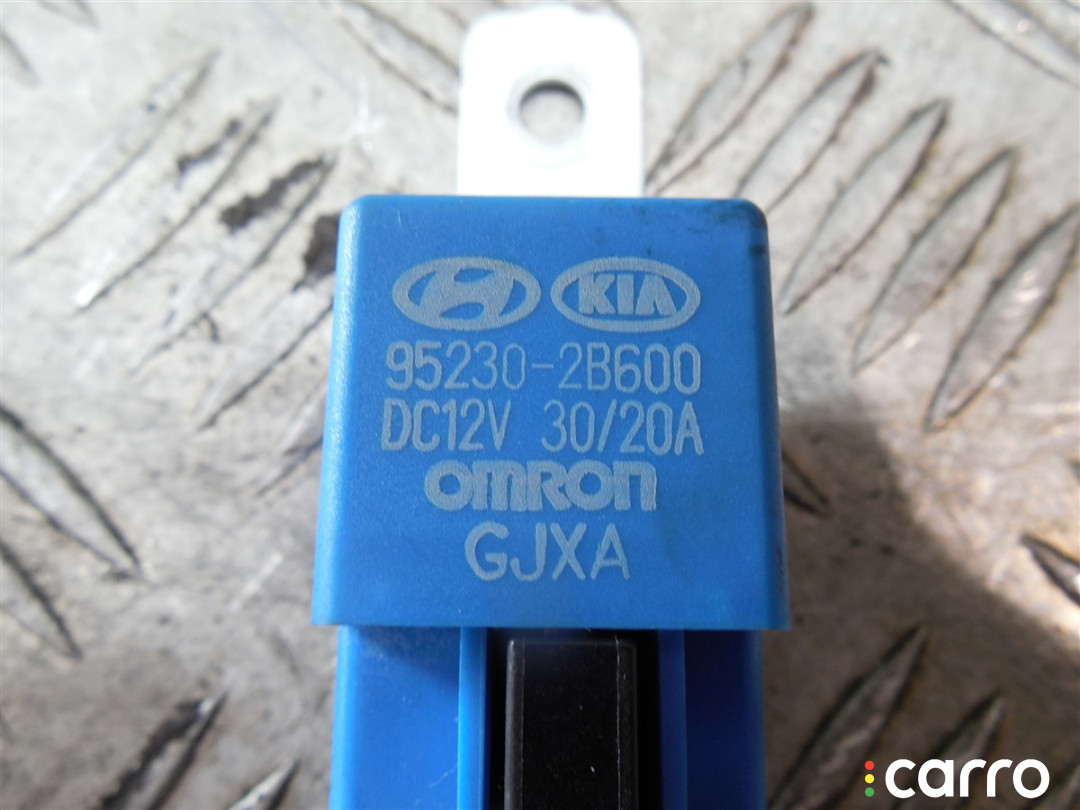 KIA
95230-2B600
DC12V 30/20A
OMRON
GJXA
carro